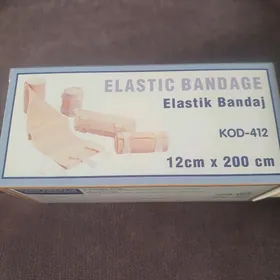 ELASTIC BANDAGE
Elastik Bandaj
KOD-412
12cm x 200 cm